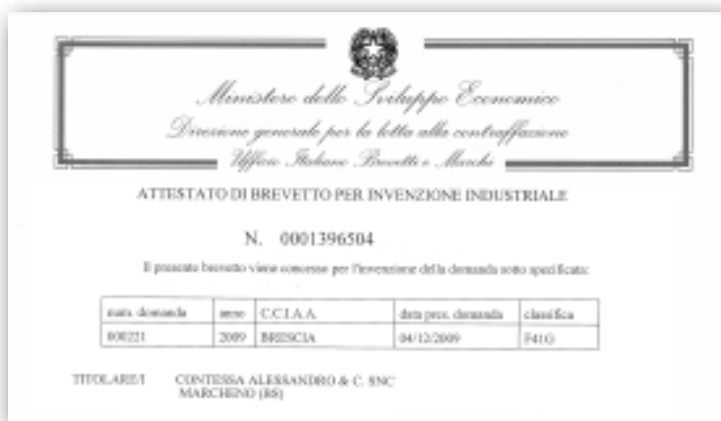 Ministero dello Sviluppo Economico
Direzione generale per la lotta alla contraffazione
Ufficio Italiano Brevetti e Marchi
ATTESTATO DI BREVETTO PER INVENZIONE INDUSTRIALE
N. 0001396504
Il presente brevetto viene concesso per l'invenzione della domanda sotto specificata:
num. domanda anno C.C.I.A.A. data pres. domanda classifica
000221 2009 BRESCIA 04/12/2009 F41G
TITOLARE/I CONTESSA ALESSANDRO & C. SNC
MARCHENO (BS)